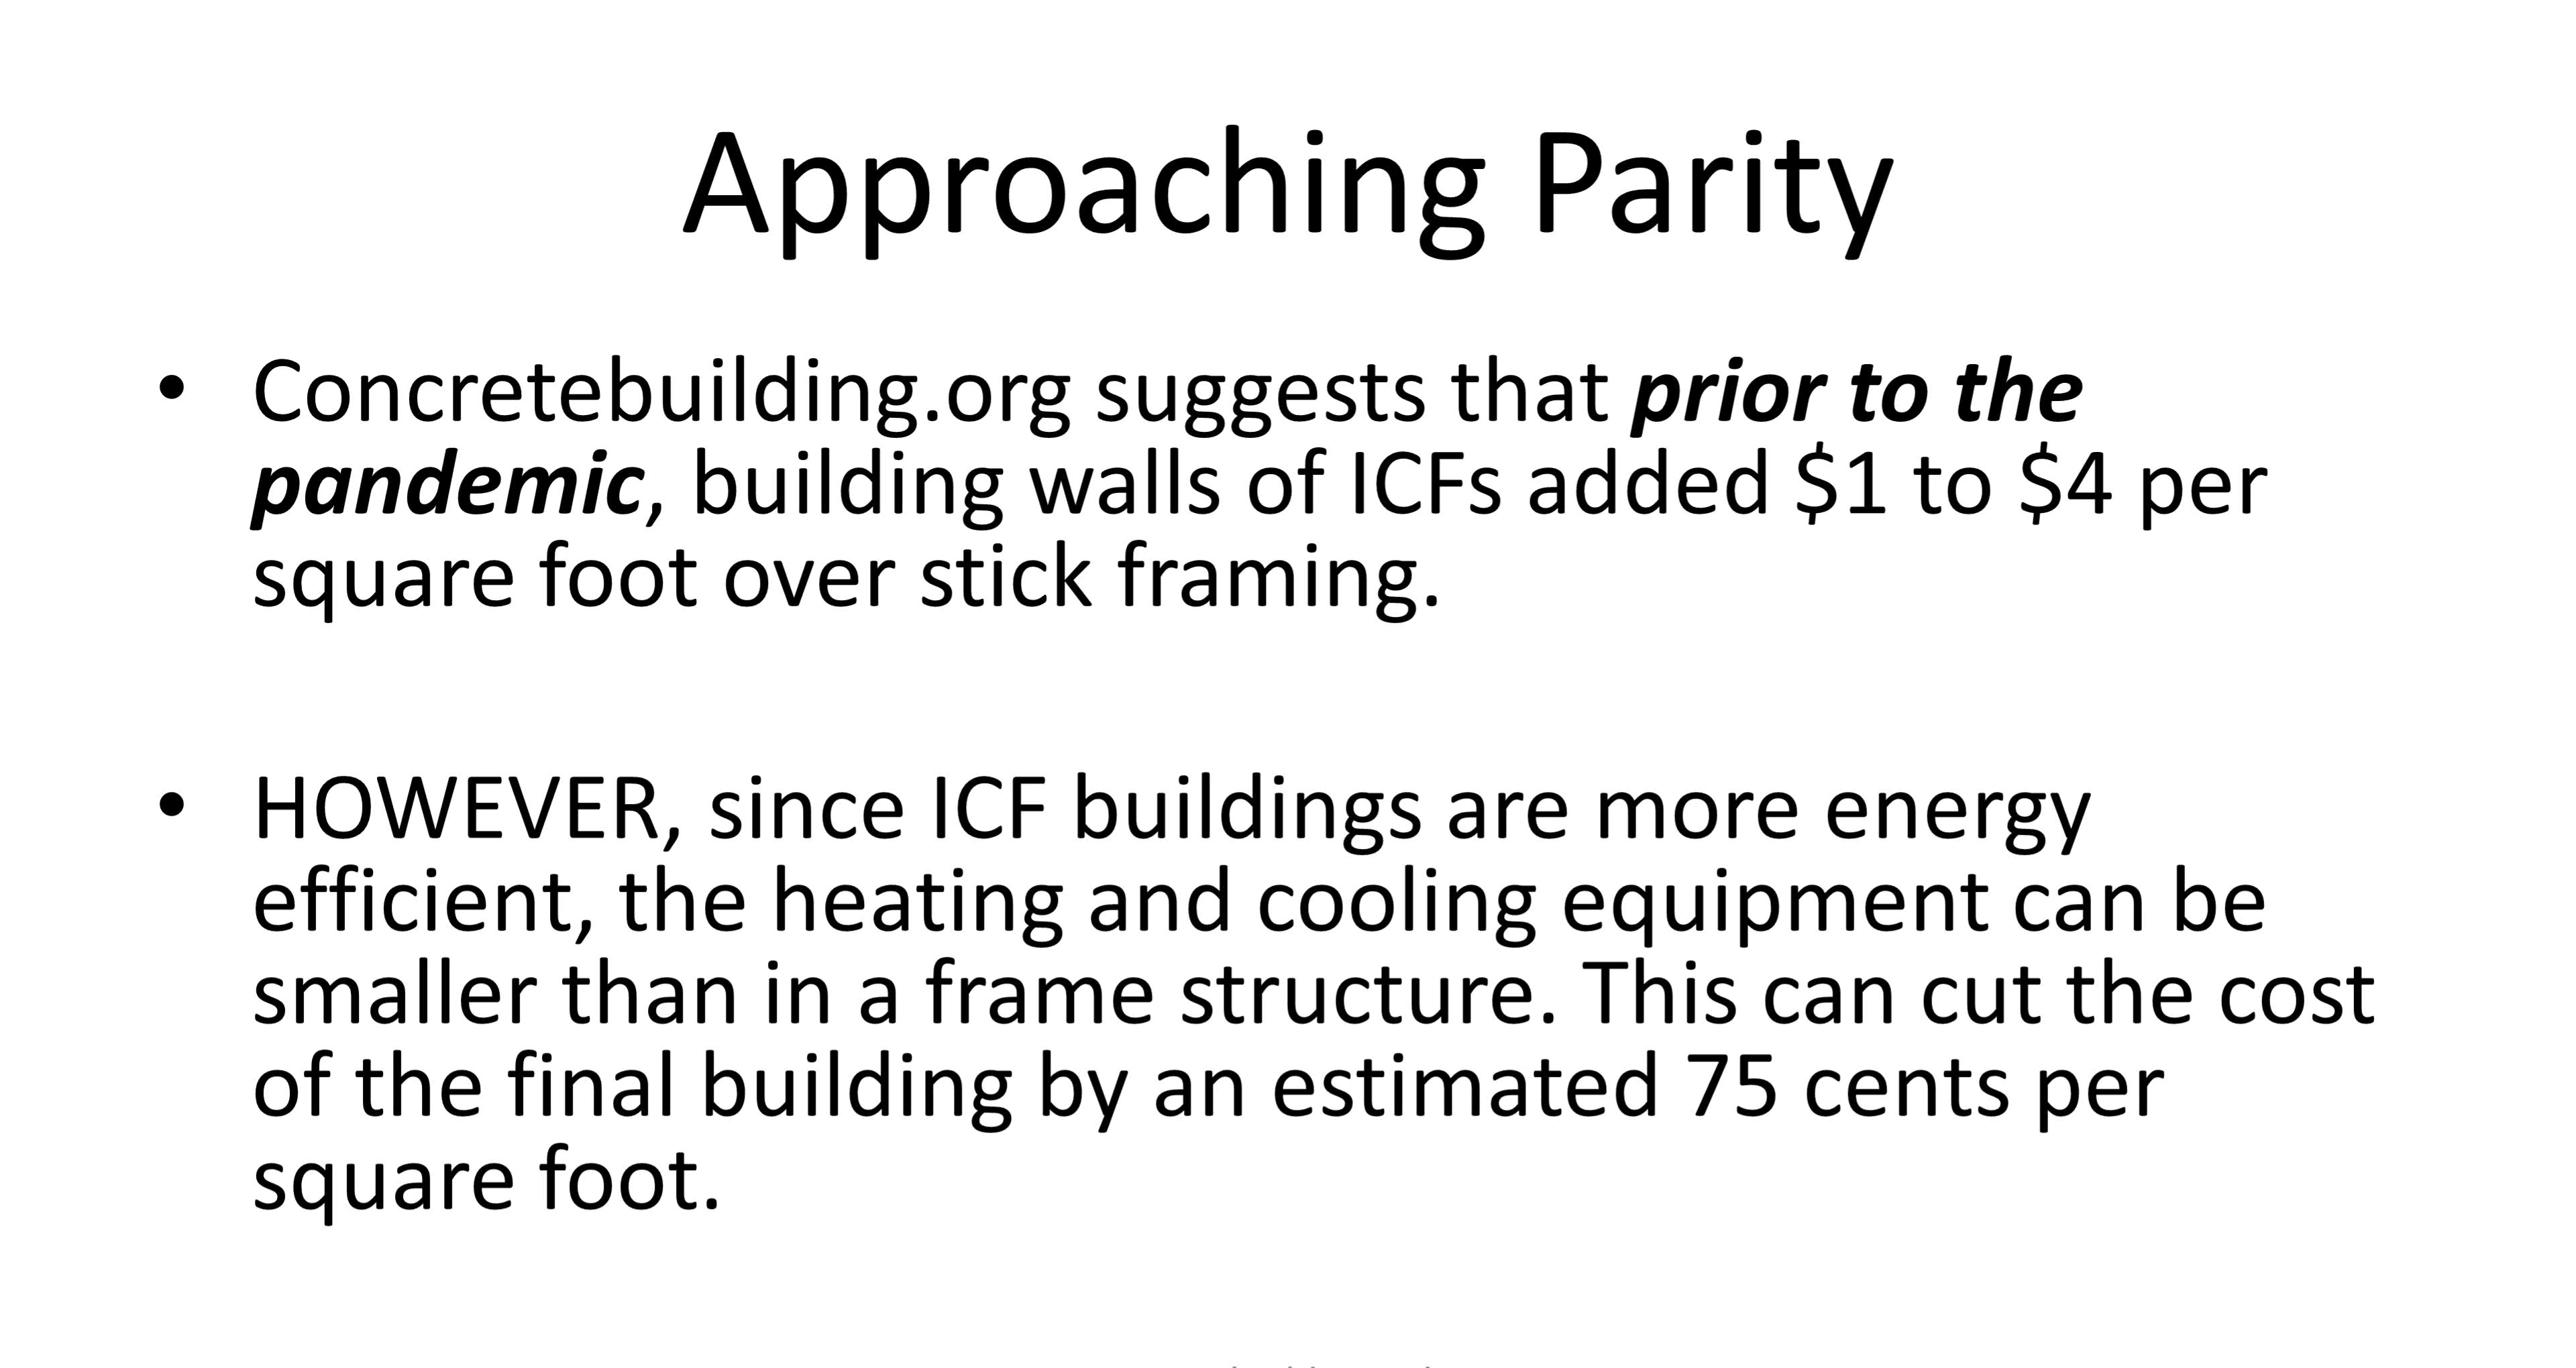 Approaching Parity
• Concretebuilding.org suggests that prior to the
pandemic, building walls of ICFs added $1 to $4 per
square foot over stick framing.
• HOWEVER, since ICF buildings are more energy
efficient, the heating and cooling equipment can be
smaller than in a frame structure. This can cut the cost
of the final building by an estimated 75 cents per
square foot.